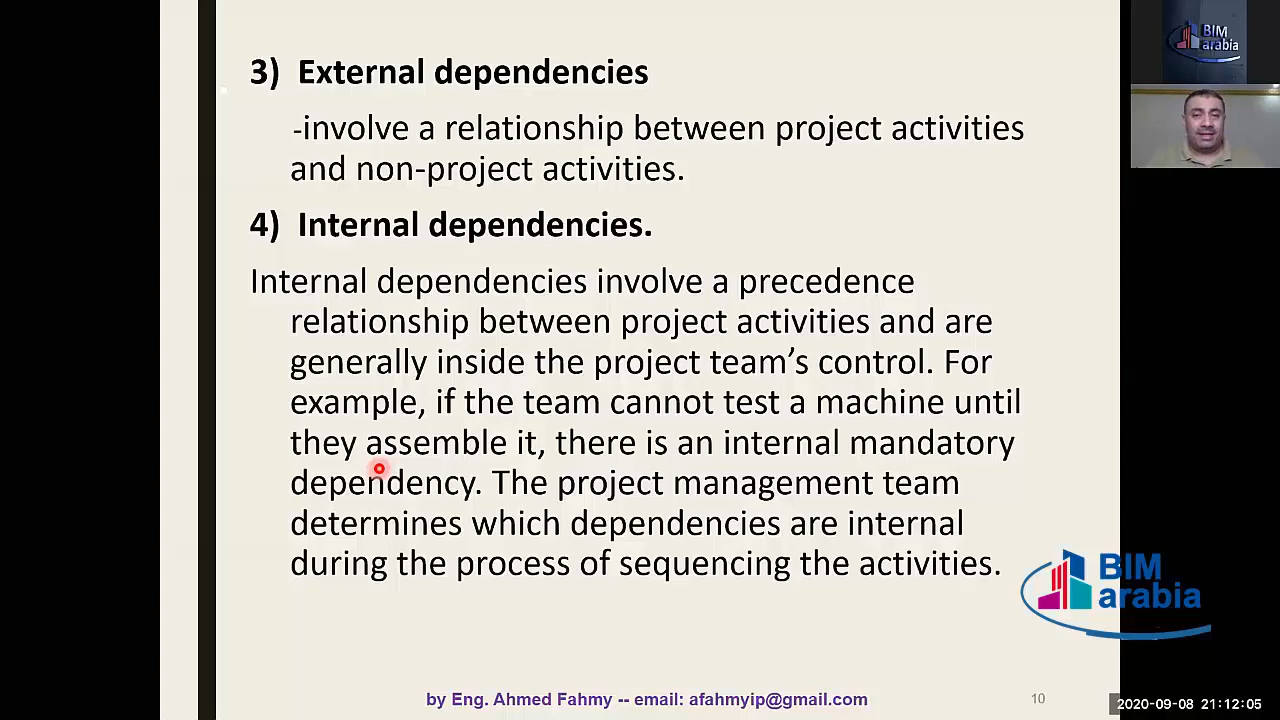 BIM
arabia
3) External dependencies
-involve a relationship between project activities
and non-project activities.
4) Internal dependencies.
Internal dependencies involve a precedence
relationship between project activities and are
generally inside the project team’s control. For
example, if the team cannot test a machine until
they assemble it, there is an internal mandatory
dependency. The project management team
determines which dependencies are internal
during the process of sequencing the activities.
BIM
arabia
by Eng. Ahmed Fahmy -- email: afahmyip@gmail.com
10
2020-09-08 21:12:05